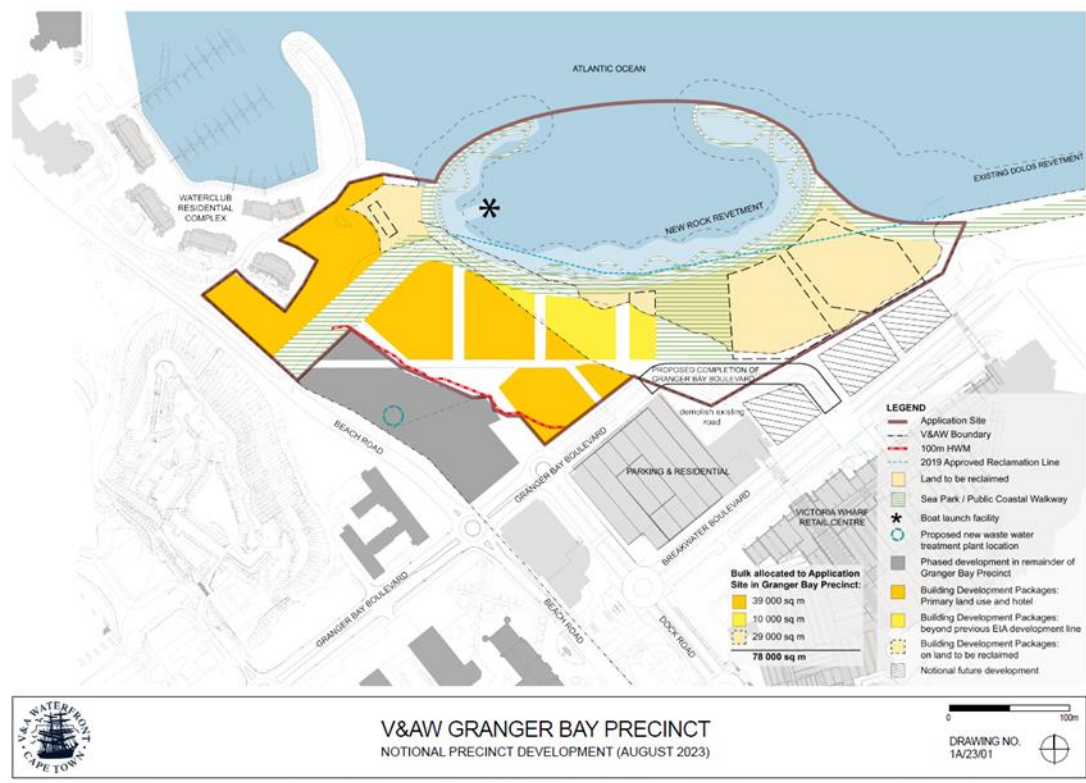 ATLANTIC OCEAN
EXISTING DOLOS REVETMENT
WATERCLUB
RESIDENTIAL
COMPLEX
*
NEW ROCK REVETMENT
PROPOSED COMPLETION OF
GRANGER BAY BOULEVARD
demolish existing
road
BEACH ROAD
GRANGER BAY BOULEVARD
PARKING & RESIDENTIAL
BREAKWATER BOULEVARD
VICTORIA WHARF
RETAIL CENTRE
GRANGER BAY BOULEVARD
BEACH ROAD
DOCK ROAD
Bulk allocated to Application
Site in Granger Bay Precinct:
39 000 sq m
10 000 sq m
29 000 sq m
78 000 sq m
LEGEND
Application Site
V&AW Boundary
100m HWM
2019 Approved Reclamation Line
Land to be reclaimed
Sea Park / Public Coastal Walkway
* Boat launch facility
Proposed new waste water
treatment plant location
Phased development in remainder of
Granger Bay Precinct
Building Development Packages:
Primary land use and hotel
Building Development Packages:
beyond previous EIA development line
Building Development Packages:
on land to be reclaimed
Notional future development
V&A WATERFRONT
CAPE TOWN
V&AW GRANGER BAY PRECINCT
NOTIONAL PRECINCT DEVELOPMENT (AUGUST 2023)
0 100m
DRAWING NO.
1A/23/01